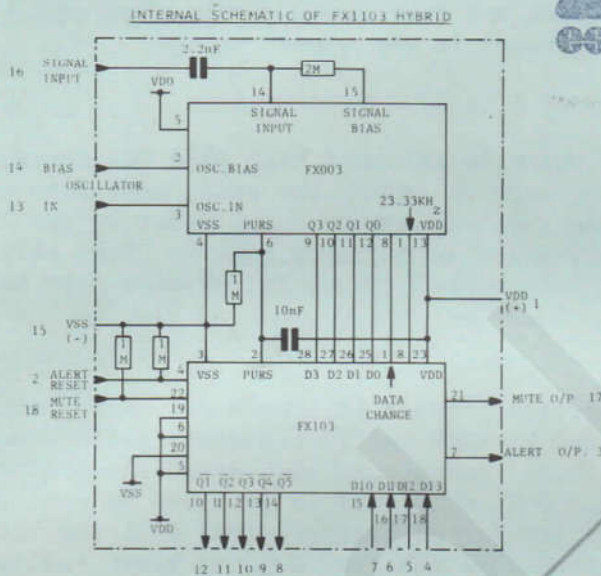 INTERNAL SCHEMATIC OF FX1103 HYBRID
2.2nF
16 SIGNAL INPUT
2M
VDD
14 15
5
SIGNAL INPUT SIGNAL BIAS
2
14 BIAS
OSC.BIAS FX003
OSCILLATOR
13 IN
3
OSC.IN
23.33KHz
VSS PURS Q3 Q2 Q1 Q0 VDD
4 6 9 10 11 12 8 1 13
1M
10nF
VDD (+) 1
15 VSS (-)
1M 1M
3 2 28 27 26 25 1 8 23
2 ALERT RESET
4
VSS PURS D3 D2 D1 D0 VDD
18 MUTE RESET
22
DATA CHANGE
21
MUTE O/P. 17
19
6
FX103
20
7
ALERT O/P. 3
5
VSS
Q1 Q2 Q3 Q4 Q5
DI0 DI1 DI2 DI3
10 11 12 13 14
15 16 17 18
VDD
12 11 10 9 8
7 6 5 4